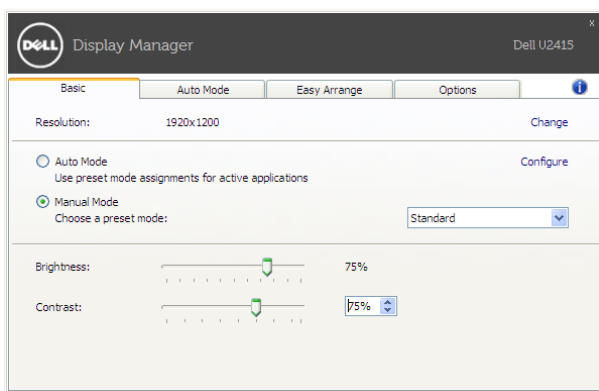 x
DELL Display Manager Dell U2415
Basic Auto Mode Easy Arrange Options i
Resolution: 1920x1200 Change
Auto Mode Configure
Use preset mode assignments for active applications
Manual Mode
Choose a preset mode: Standard
Brightness: 75%
Contrast: 75%